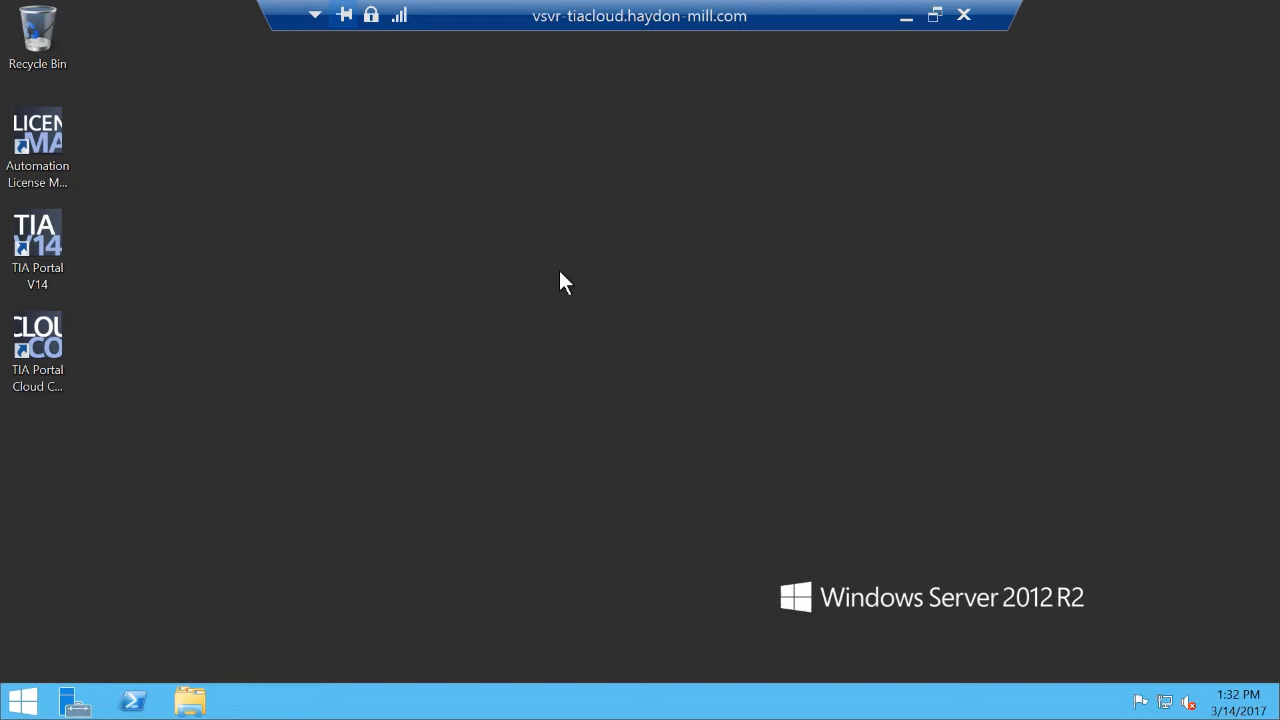 vsvr-tiacloud.haydon-mill.com
Recycle Bin
LICEN
MA
Automation
License M...
TIA
V14
TIA Portal
V14
CLOU
CO
TIA Portal
Cloud C...
Windows Server 2012 R2
1:32 PM
3/14/2017